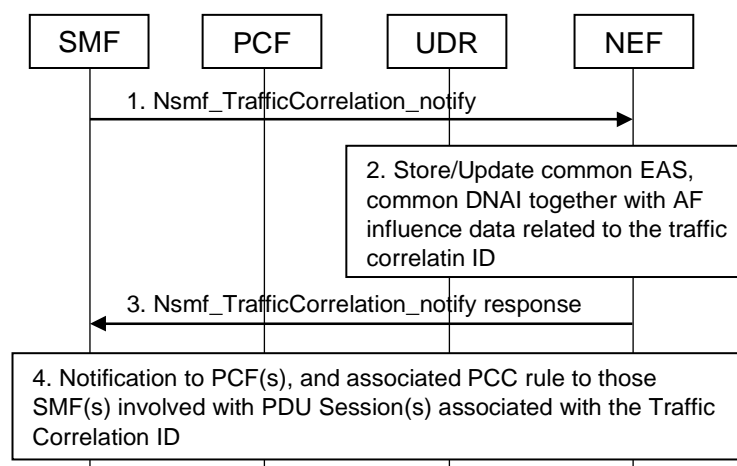 SMF PCF UDR NEF
1. Nsmf_TrafficCorrelation_notify
2. Store/Update common EAS,
common DNAI together with AF
influence data related to the traffic
correlatin ID
3. Nsmf_TrafficCorrelation_notify response
4. Notification to PCF(s), and associated PCC rule to those
SMF(s) involved with PDU Session(s) associated with the Traffic
Correlation ID